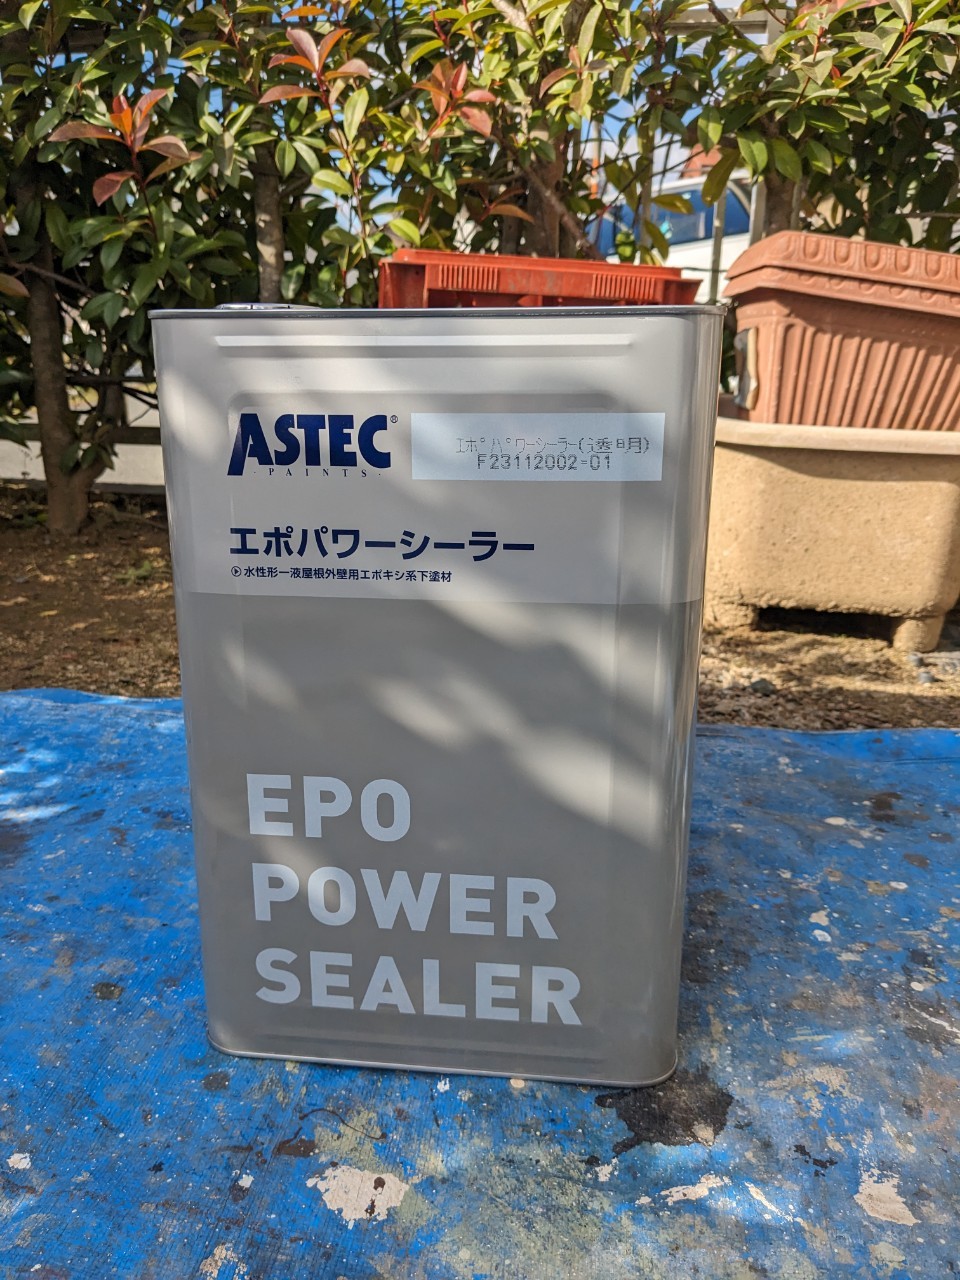 ASTEC®
PAINTS
エポパワーシーラー(透明)
F23112002-01
エポパワーシーラー
水性形一液屋根外壁用エポキシ系下塗材
EPO
POWER
SEALER